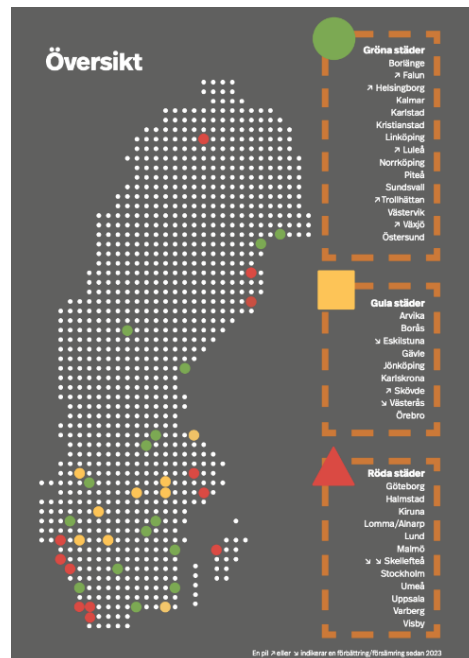 Översikt
Gröna städer
Borlänge
↗ Falun
↗ Helsingborg
Kalmar
Karlstad
Kristianstad
Linköping
↗ Luleå
Norrköping
Piteå
Sundsvall
↗ Trollhättan
Västervik
↗ Växjö
Östersund
Gula städer
Arvika
Borås
↘ Eskilstuna
Gävle
Jönköping
Karlskrona
↗ Skövde
↘ Västerås
Örebro
Röda städer
Göteborg
Halmstad
Kiruna
Lomma/Alnarp
Lund
Malmö
↘ ↘ Skellefteå
Stockholm
Umeå
Uppsala
Varberg
Visby
En pil ↗ eller ↘ indikerar en förbättring/försämring sedan 2023